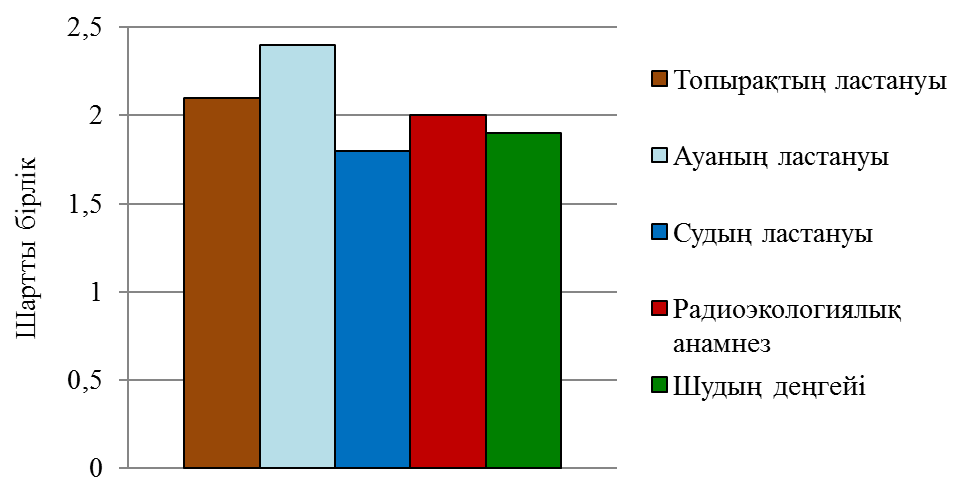 2,5
2
1,5
1
0,5
0
Шартты бірлік
Топырақтың ластануы
Ауаның ластануы
Судың ластануы
Радиоэкологиялық
анамнез
Шудың деңгейі